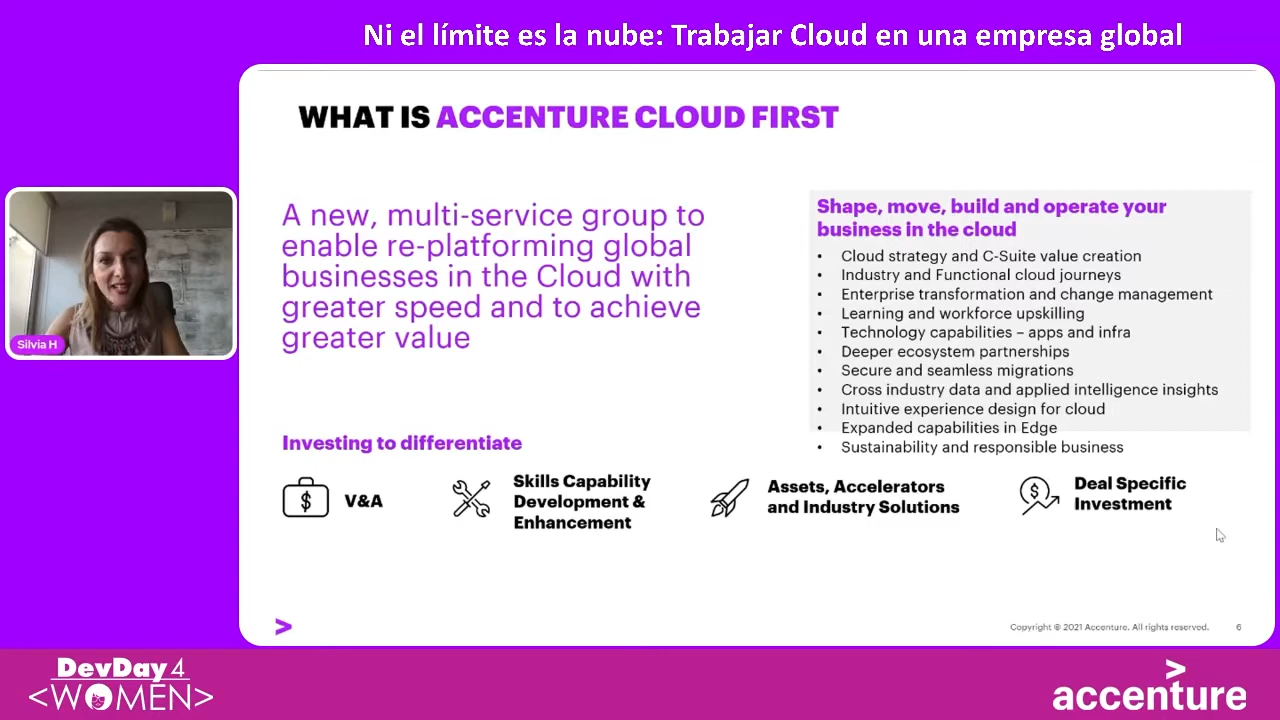 Ni el límite es la nube: Trabajar Cloud en una empresa global
WHAT IS ACCENTURE CLOUD FIRST
A new, multi-service group to
enable re-platforming global
businesses in the Cloud with
greater speed and to achieve
greater value
Shape, move, build and operate your
business in the cloud
• Cloud strategy and C-Suite value creation
• Industry and Functional cloud journeys
• Enterprise transformation and change management
• Learning and workforce upskilling
• Technology capabilities – apps and infra
• Deeper ecosystem partnerships
• Secure and seamless migrations
• Cross industry data and applied intelligence insights
• Intuitive experience design for cloud
• Expanded capabilities in Edge
• Sustainability and responsible business
Silvia H
Investing to differentiate
$
V&A
Skills Capability
Development &
Enhancement
Assets, Accelerators
and Industry Solutions
$
Deal Specific
Investment
>
Copyright © 2021 Accenture. All rights reserved. 6
DevDay4
<WOMEN>
>
accenture